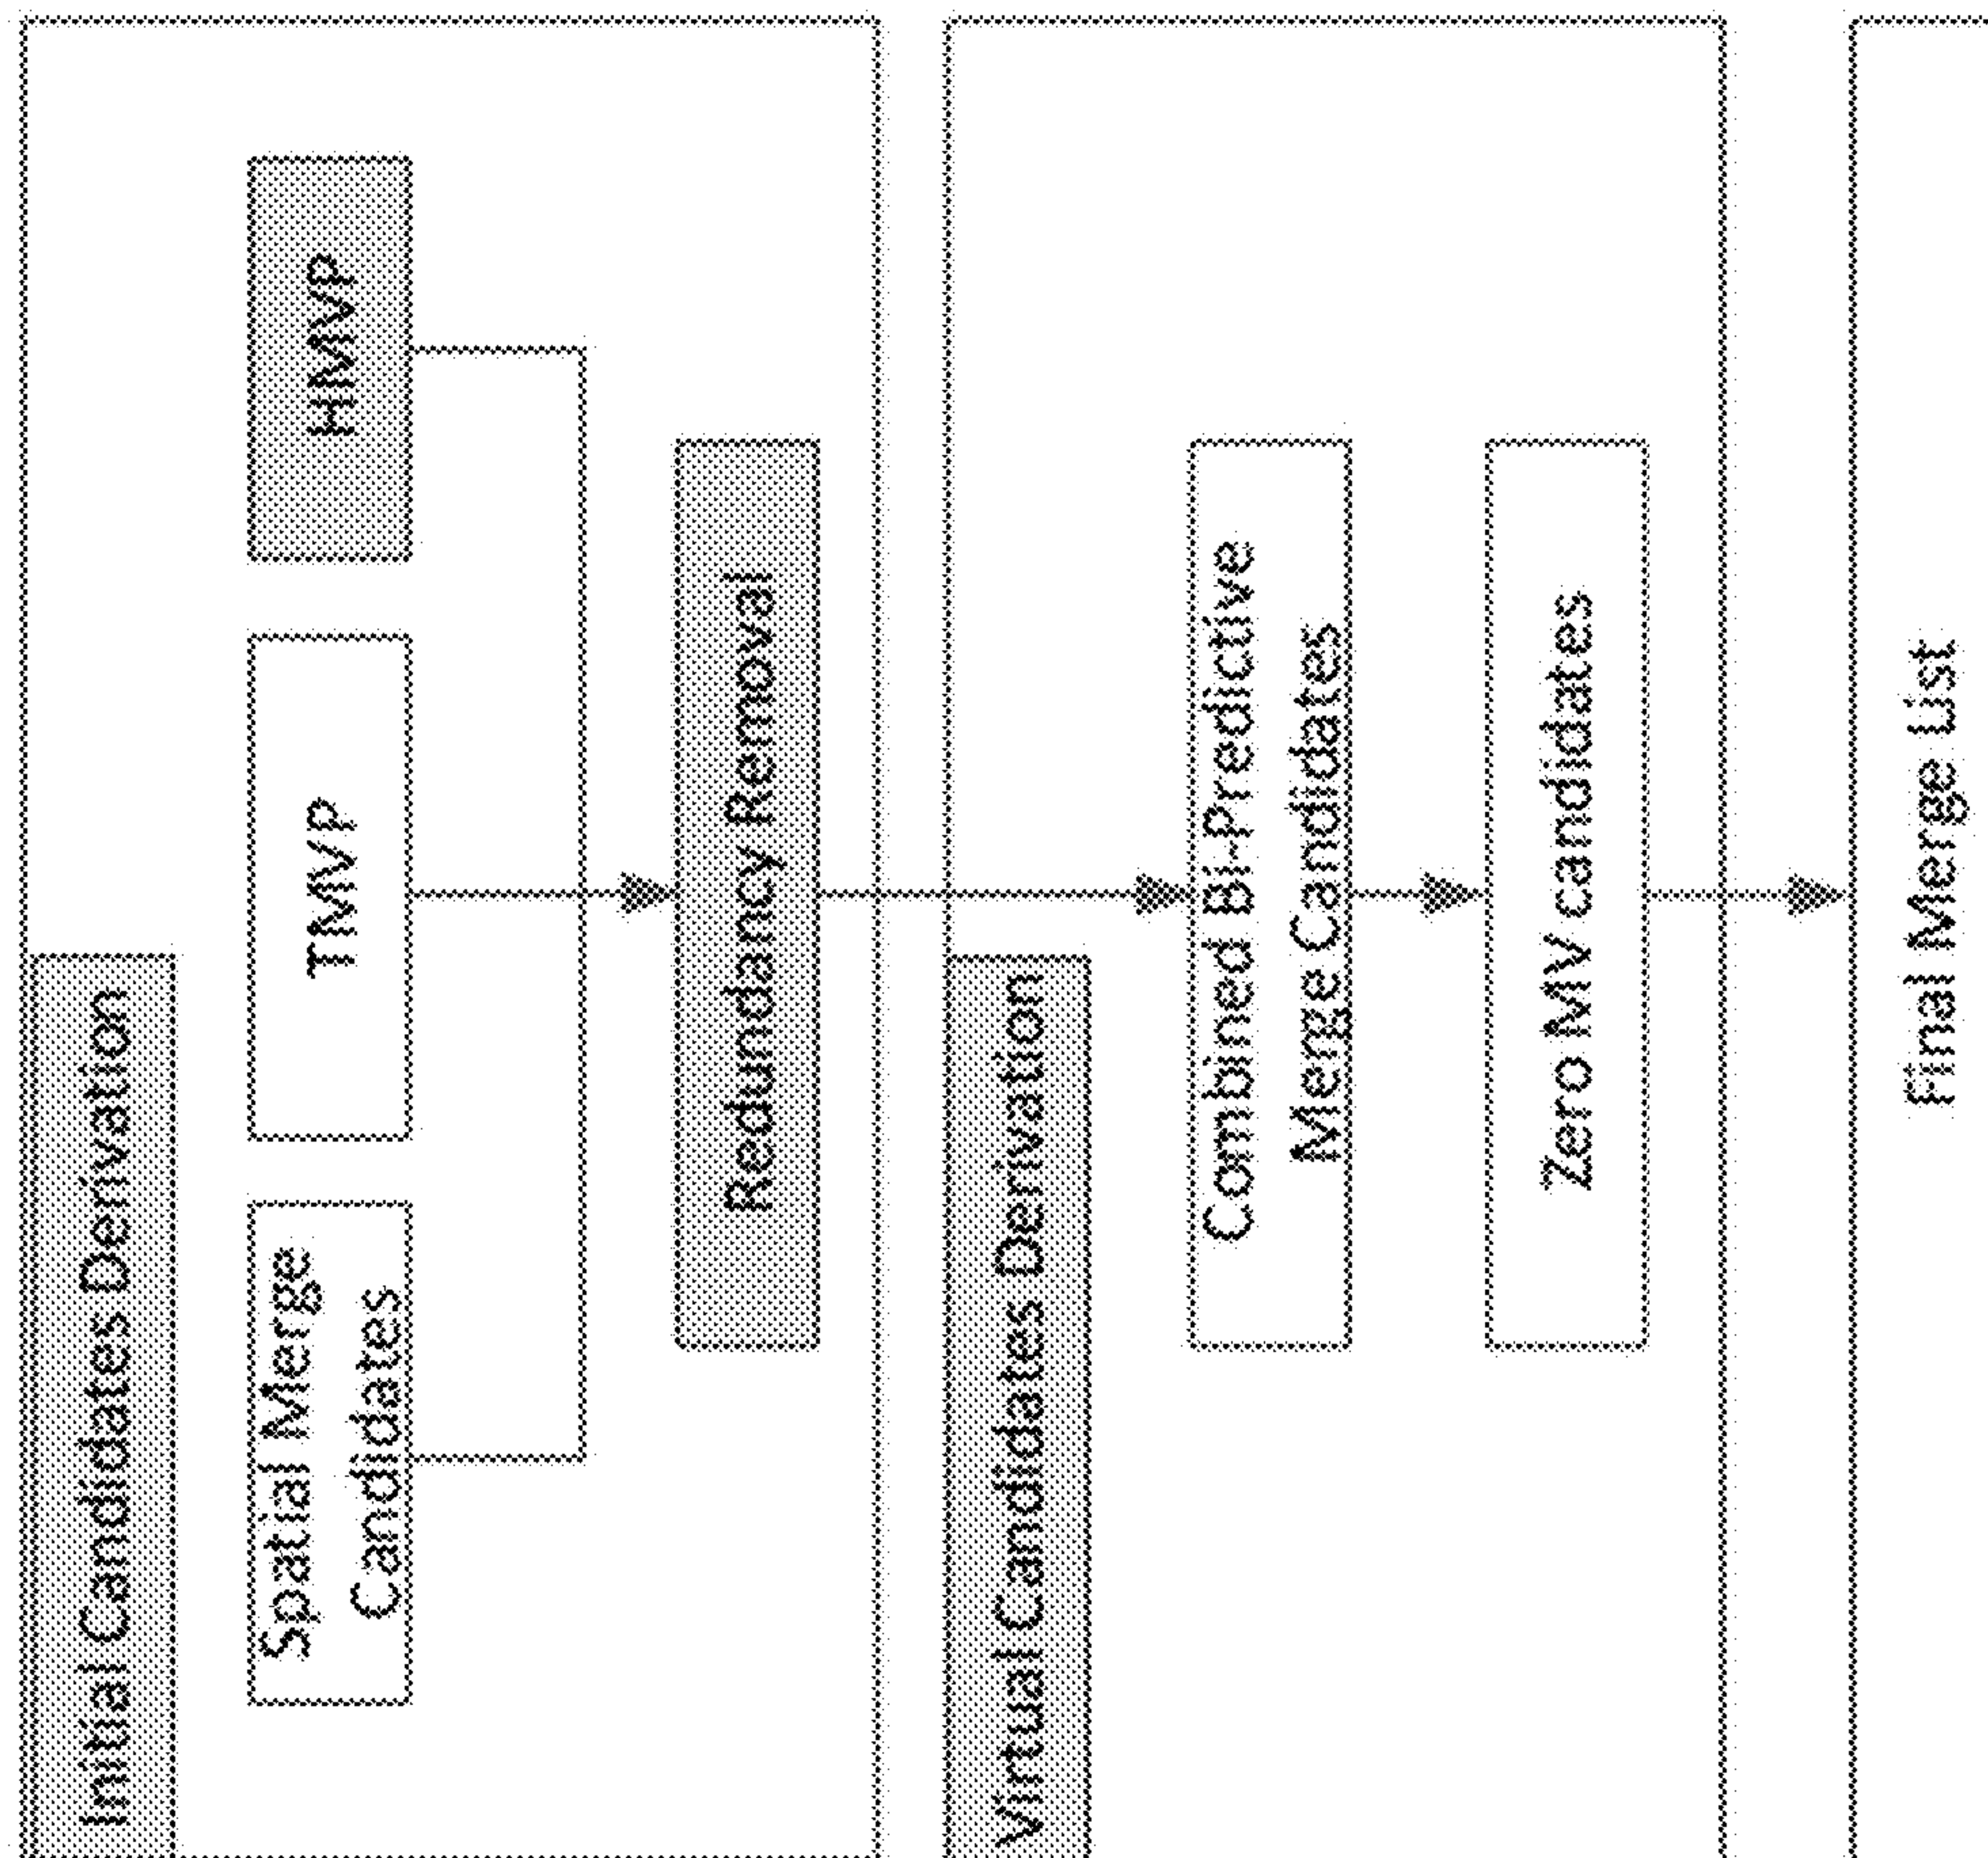 Initial Candidates Derivation
Spatial Merge
Candidates
TMVP
HMVP
Redundancy Removal
Virtual Candidates Derivation
Combined Bi-Predictive
Merge Candidates
Zero MV candidates
Final Merge List